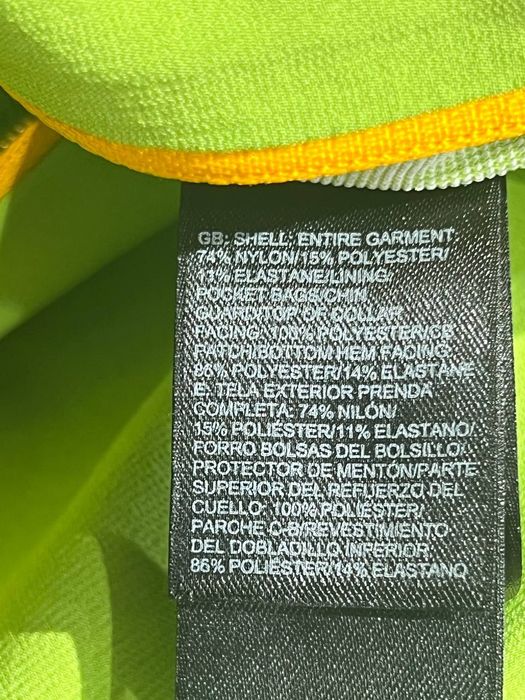 GB: SHELL: ENTIRE GARMENT:
74% NYLON/15% POLYESTER/
11% ELASTANE/LINING/
POCKET BAGS/CHIN
GUARD/TOP OF COLLAR
FACING: 100% POLYESTER/CB
PATCH/BOTTOM HEM FACING:
86% POLYESTER/14% ELASTANE
E: TELA EXTERIOR PRENDA
COMPLETA: 74% NILÓN/
15% POLIÉSTER/11% ELASTANO/
FORRO BOLSAS DEL BOLSILLO/
PROTECTOR DE MENTÓN/PARTE
SUPERIOR DEL REFUERZO DEL
CUELLO: 100% POLIÉSTER/
PARCHE C-B/REVESTIMIENTO
DEL DOBLADILLO INFERIOR:
86% POLIÉSTER/14% ELASTANO